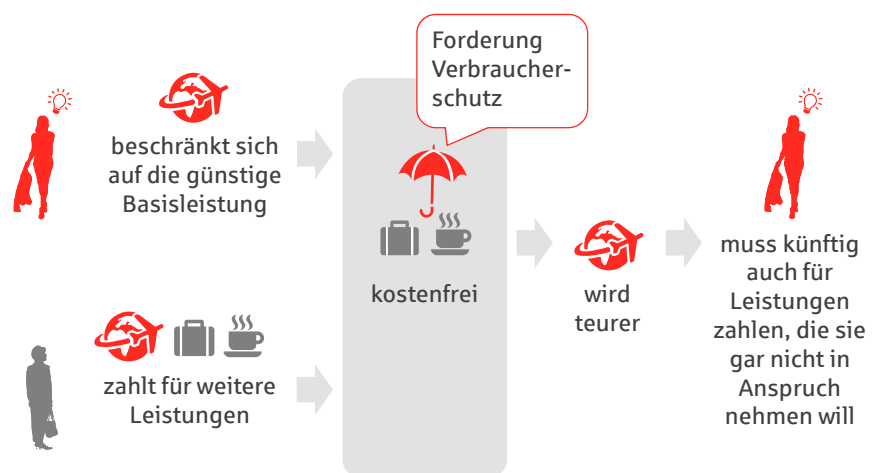 Forderung
Verbraucher-
schutz
beschränkt sich
auf die günstige
Basisleistung
zahlt für weitere
Leistungen
kostenfrei
wird
teurer
muss künftig
auch für
Leistungen
zahlen, die sie
gar nicht in
Anspruch
nehmen will